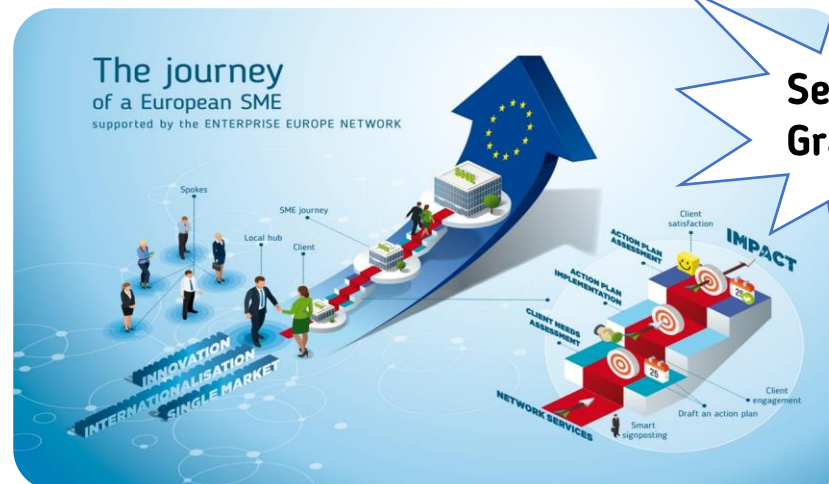 The journey
of a European SME
supported by the ENTERPRISE EUROPE NETWORK
Spokes
SME journey
Local hub
Client
SME
INNOVATION
INTERNATIONALISATION
SINGLE MARKET
Client
satisfaction
ACTION PLAN
ASSESSMENT
IMPACT
ACTION PLAN
IMPLEMENTATION
25
CLIENT NEEDS
ASSESSMENT
25
Client
engagement
Draft an action plan
NETWORK SERVICES
Smart
signposting